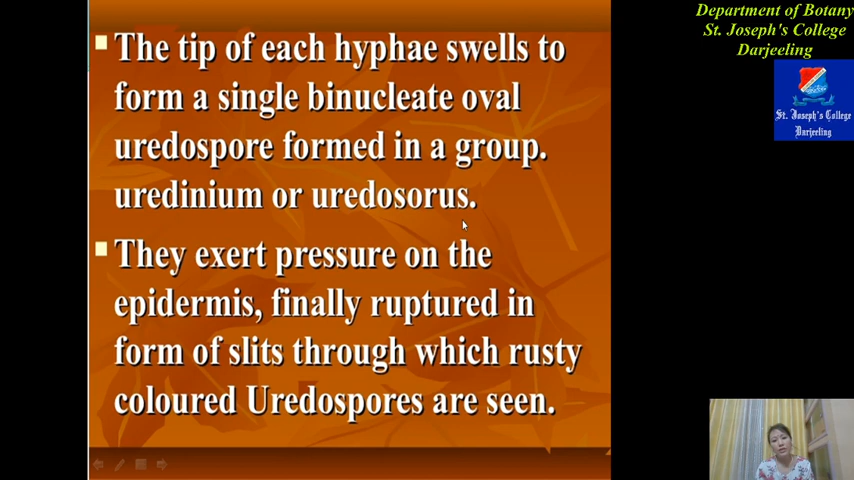 The tip of each hyphae swells to
form a single binucleate oval
uredospore formed in a group.
uredinium or uredosorus.
They exert pressure on the
epidermis, finally ruptured in
form of slits through which rusty
coloured Uredospores are seen.
Department of Botany
St. Joseph's College
Darjeeling
St. Joseph's College
Darjeeling